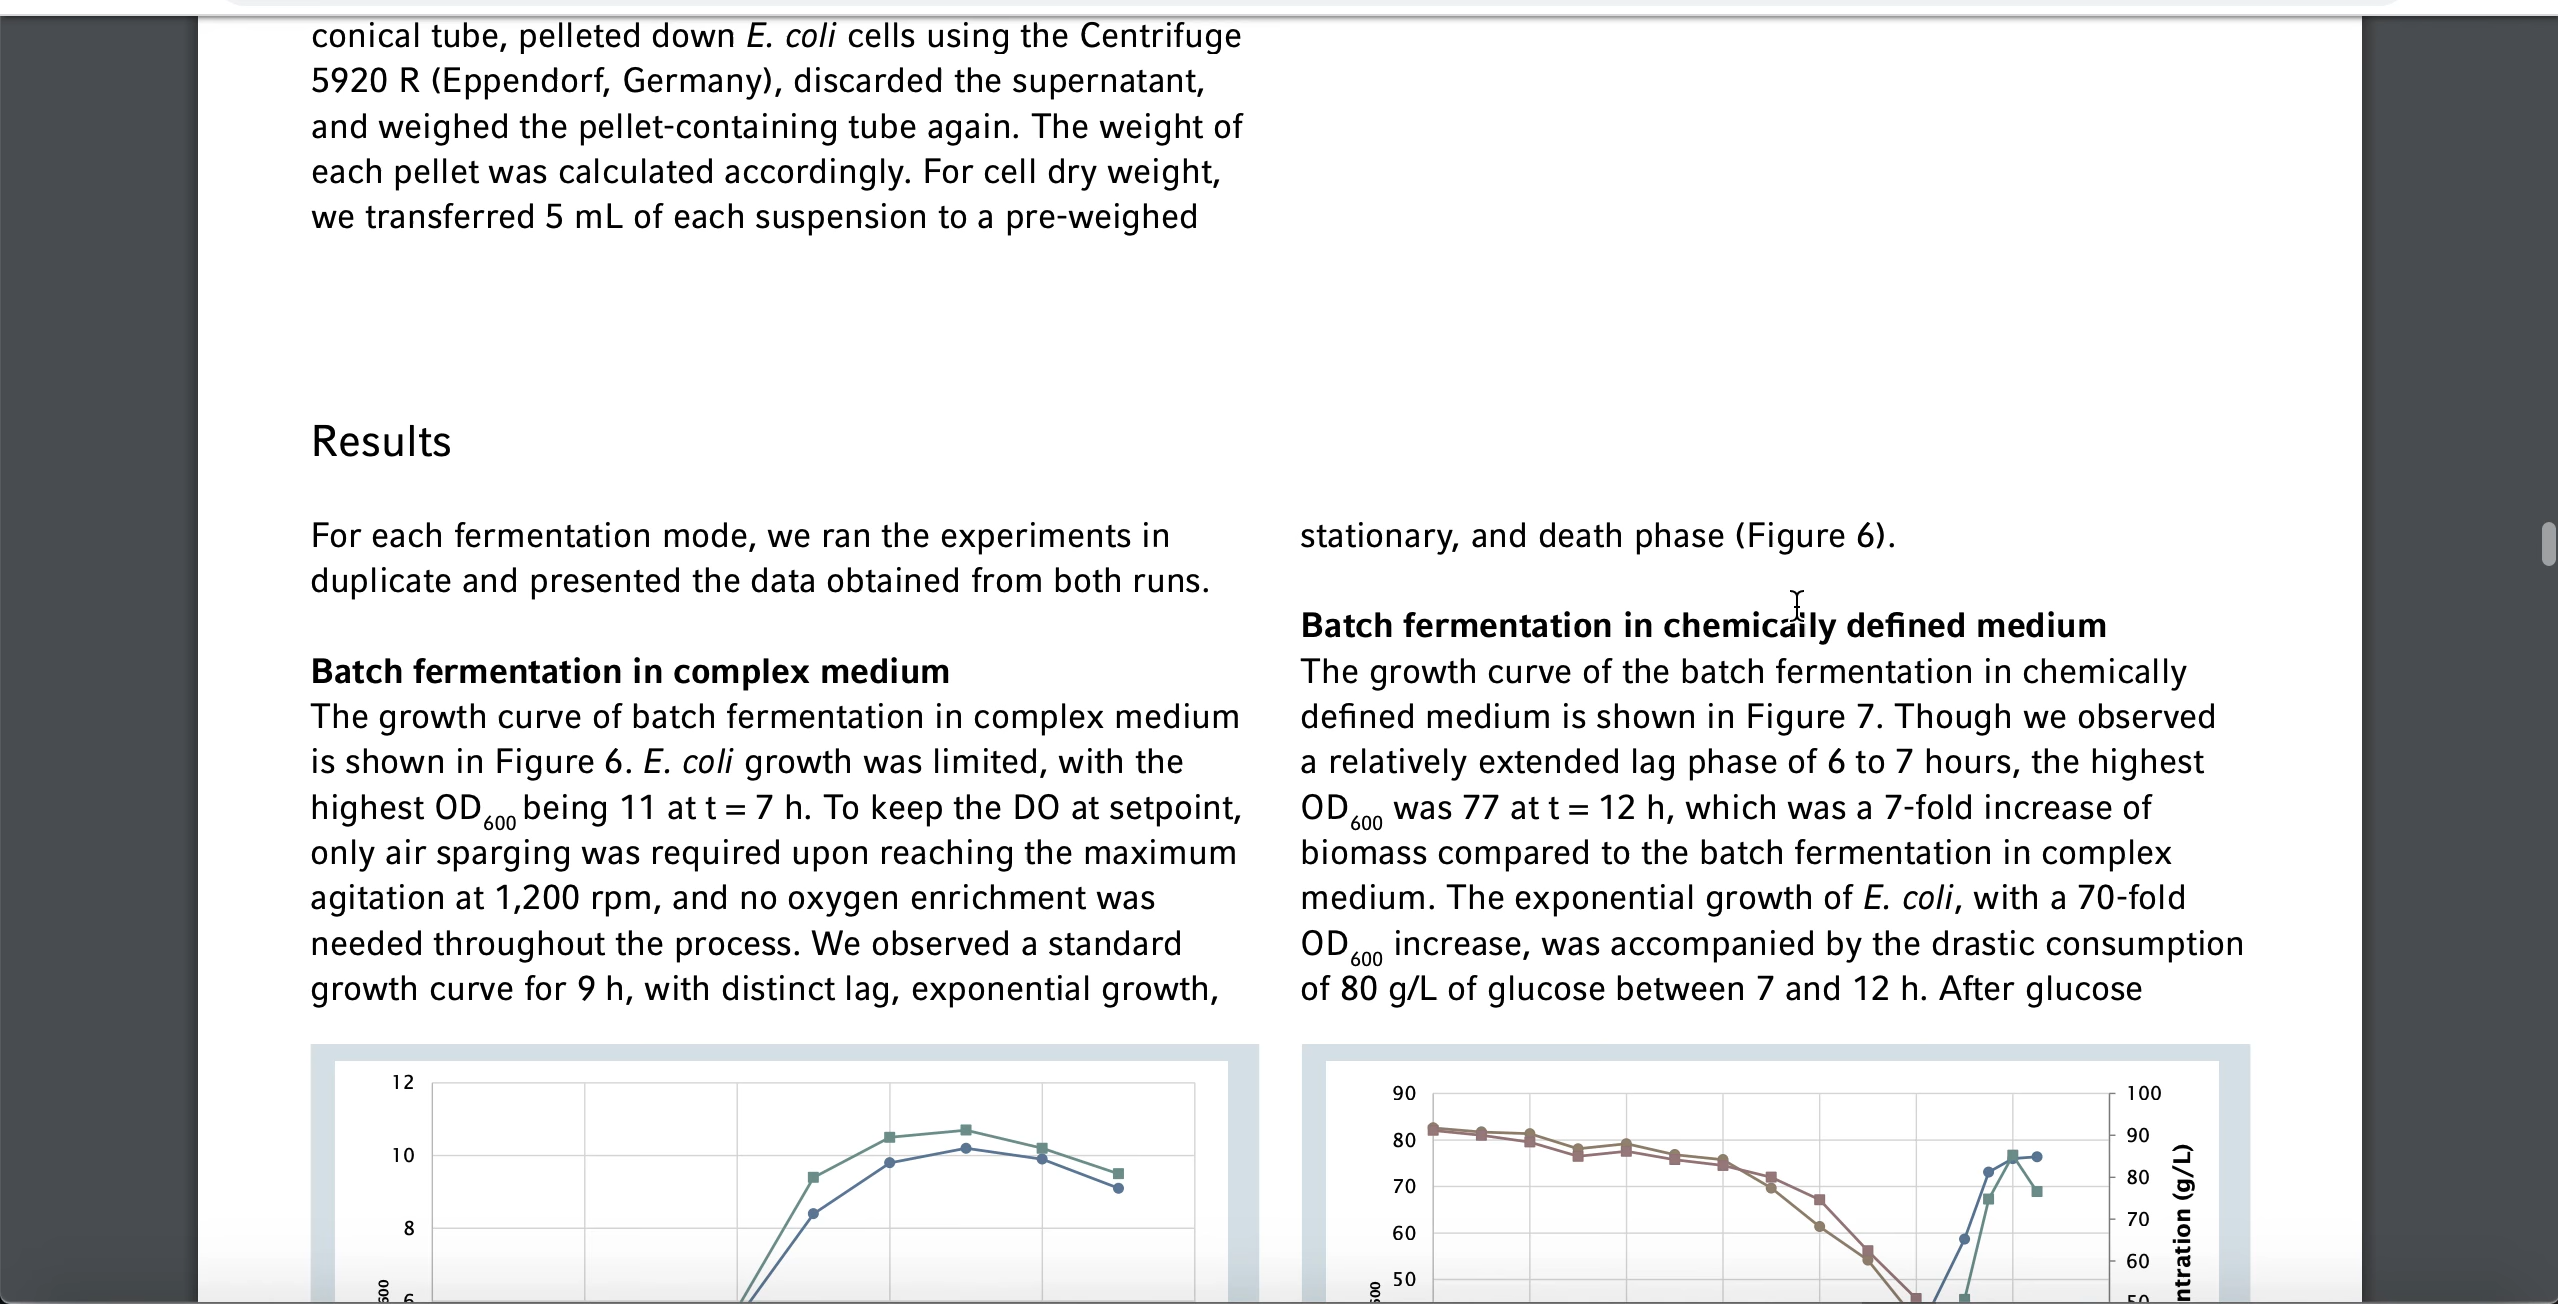 conical tube, pelleted down E. coli cells using the Centrifuge
5920 R (Eppendorf, Germany), discarded the supernatant,
and weighed the pellet-containing tube again. The weight of
each pellet was calculated accordingly. For cell dry weight,
we transferred 5 mL of each suspension to a pre-weighed
Results
For each fermentation mode, we ran the experiments in
duplicate and presented the data obtained from both runs.
Batch fermentation in complex medium
The growth curve of batch fermentation in complex medium
is shown in Figure 6. E. coli growth was limited, with the
highest OD600 being 11 at t = 7 h. To keep the DO at setpoint,
only air sparging was required upon reaching the maximum
agitation at 1,200 rpm, and no oxygen enrichment was
needed throughout the process. We observed a standard
growth curve for 9 h, with distinct lag, exponential growth,
stationary, and death phase (Figure 6).
Batch fermentation in chemically defined medium
The growth curve of the batch fermentation in chemically
defined medium is shown in Figure 7. Though we observed
a relatively extended lag phase of 6 to 7 hours, the highest
OD600 was 77 at t = 12 h, which was a 7-fold increase of
biomass compared to the batch fermentation in complex
medium. The exponential growth of E. coli, with a 70-fold
OD600 increase, was accompanied by the drastic consumption
of 80 g/L of glucose between 7 and 12 h. After glucose
12
10
8
6
600
90
80
70
60
50
600
100
90
80
70
60
50
ntration (g/L)